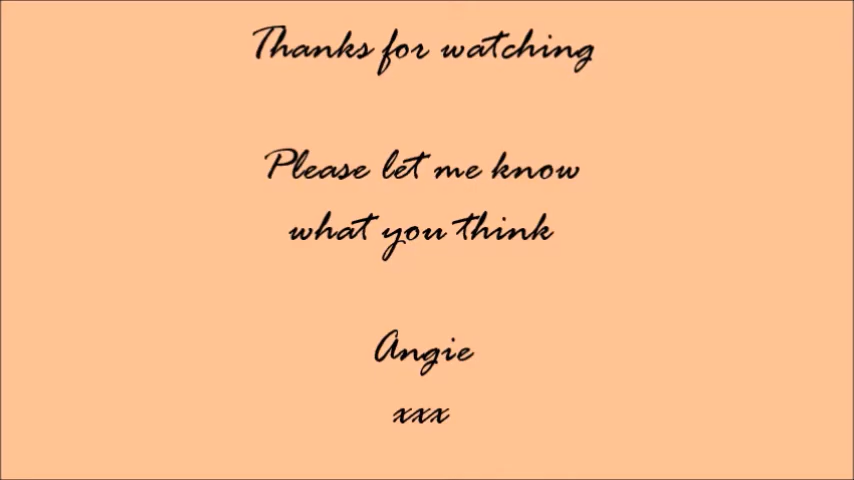 Thanks for watching
Please let me know
what you think
Angie
xxx